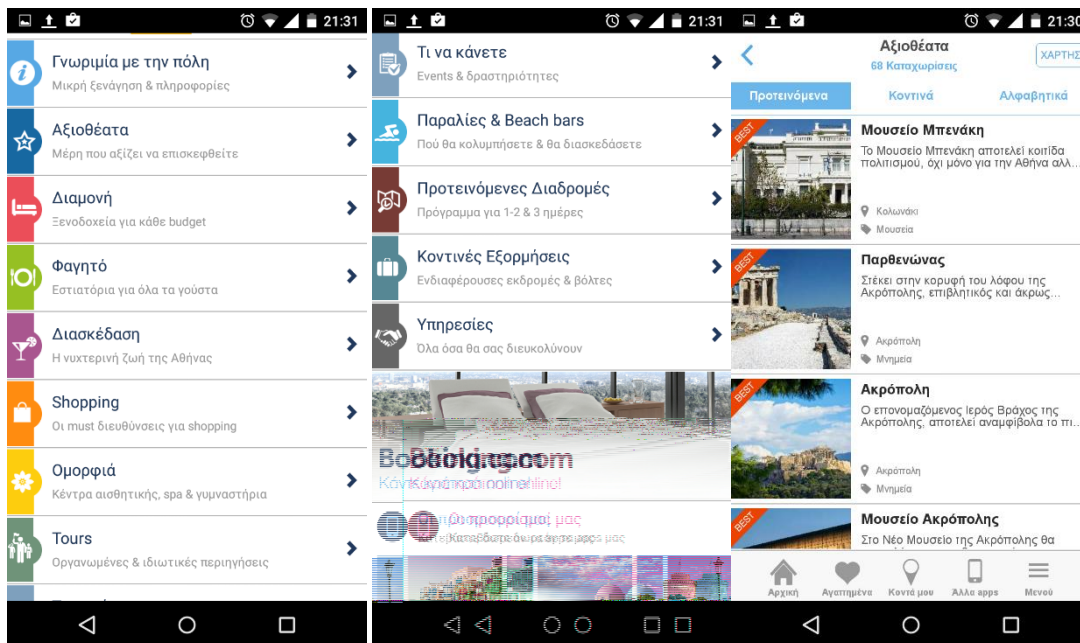 21:31
Γνωριμία με την πόλη
Μικρή ξενάγηση & πληροφορίες
Αξιοθέατα
Μέρη που αξίζει να επισκεφθείτε
Διαμονή
Ξενοδοχεία για κάθε budget
Φαγητό
Εστιατόρια για όλα τα γούστα
Διασκέδαση
Η νυχτερινή ζωή της Αθήνας
Shopping
Οι must διευθύνσεις για shopping
Ομορφιά
Κέντρα αισθητικής, spa & γυμναστήρια
Tours
Οργανωμένες & ιδιωτικές περιηγήσεις
21:31
Τι να κάνετε
Events & δραστηριότητες
Παραλίες & Beach bars
Πού θα κολυμπήσετε & θα διασκεδάσετε
Προτεινόμενες Διαδρομές
Πρόγραμμα για 1-2 & 3 ημέρες
Κοντινές Εξορμήσεις
Ενδιαφέρουσες εκδρομές & βόλτες
Υπηρεσίες
Όλα όσα θα σας διευκολύνουν
21:30
Αξιοθέατα
68 Καταχωρίσεις
ΧΑΡΤΗΣ
Προτεινόμενα
Κοντινά
Αλφαβητικά
BEST
Μουσείο Μπενάκη
Το Μουσείο Μπενάκη αποτελεί κοιτίδα
πολιτισμού, όχι μόνο για την Αθήνα αλλ...
Κολωνάκι
Μουσεία
BEST
Παρθενώνας
Στέκει στην κορυφή του λόφου της
Ακρόπολης, επιβλητικός και άκρως...
Ακρόπολη
Μνημεία
BEST
Ακρόπολη
Ο επονομαζόμενος Ιερός Βράχος της
Ακρόπολης, αποτελεί αναμφίβολα το πι...
Ακρόπολη
Μνημεία
BEST
Μουσείο Ακρόπολης
Στο Νέο Μουσείο της Ακρόπολης θα
Αρχική
Αγαπημένα
Κοντά μου
Άλλα apps
Μενού